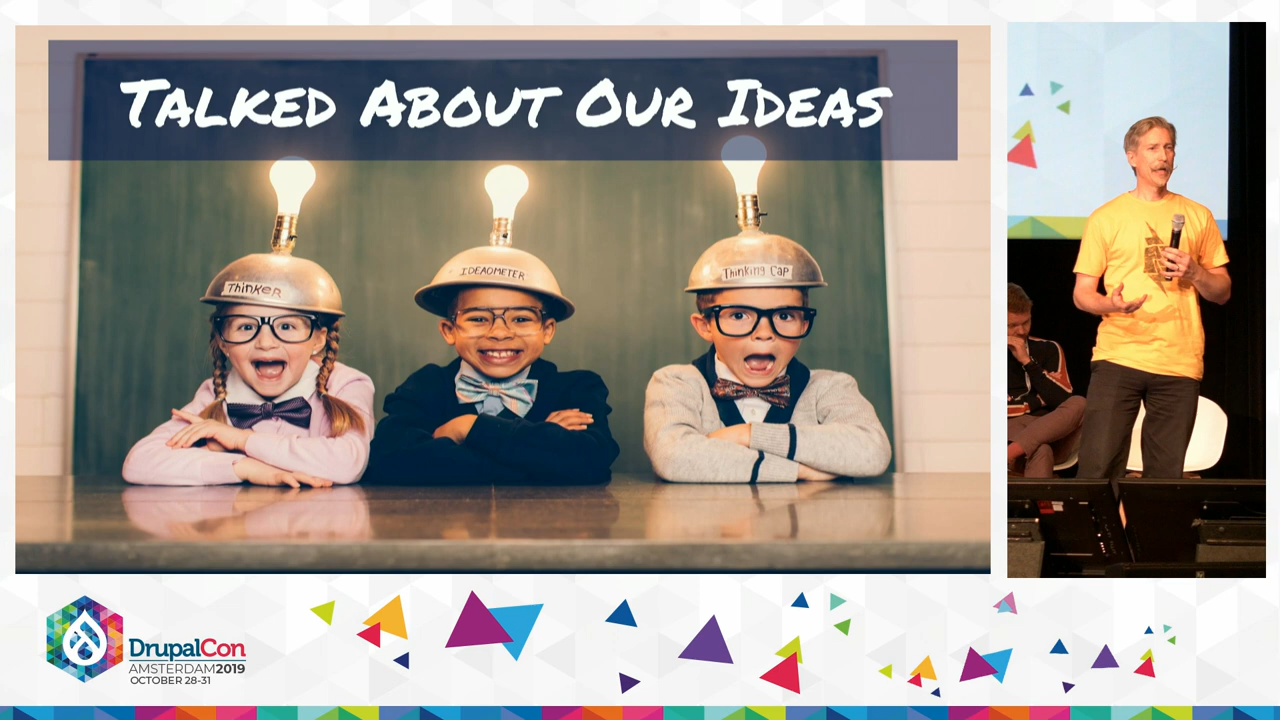 Talked About Our Ideas
Thinker
IDEAOMETER
Thinking Cap
DrupalCon
AMSTERDAM2019
OCTOBER 28-31